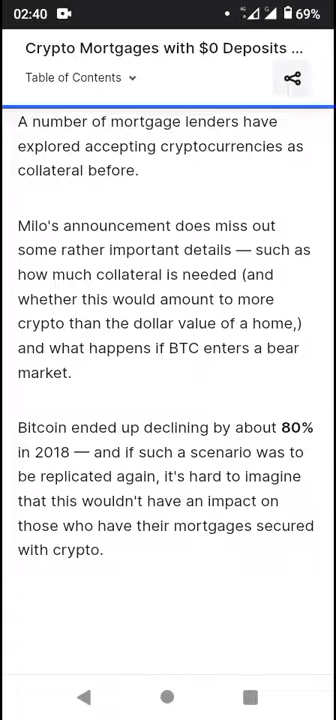 02:40
69%
Crypto Mortgages with $0 Deposits ...
Table of Contents
A number of mortgage lenders have
explored accepting cryptocurrencies as
collateral before.
Milo's announcement does miss out
some rather important details — such as
how much collateral is needed (and
whether this would amount to more
crypto than the dollar value of a home,)
and what happens if BTC enters a bear
market.
Bitcoin ended up declining by about 80%
in 2018 — and if such a scenario was to
be replicated again, it's hard to imagine
that this wouldn't have an impact on
those who have their mortgages secured
with crypto.